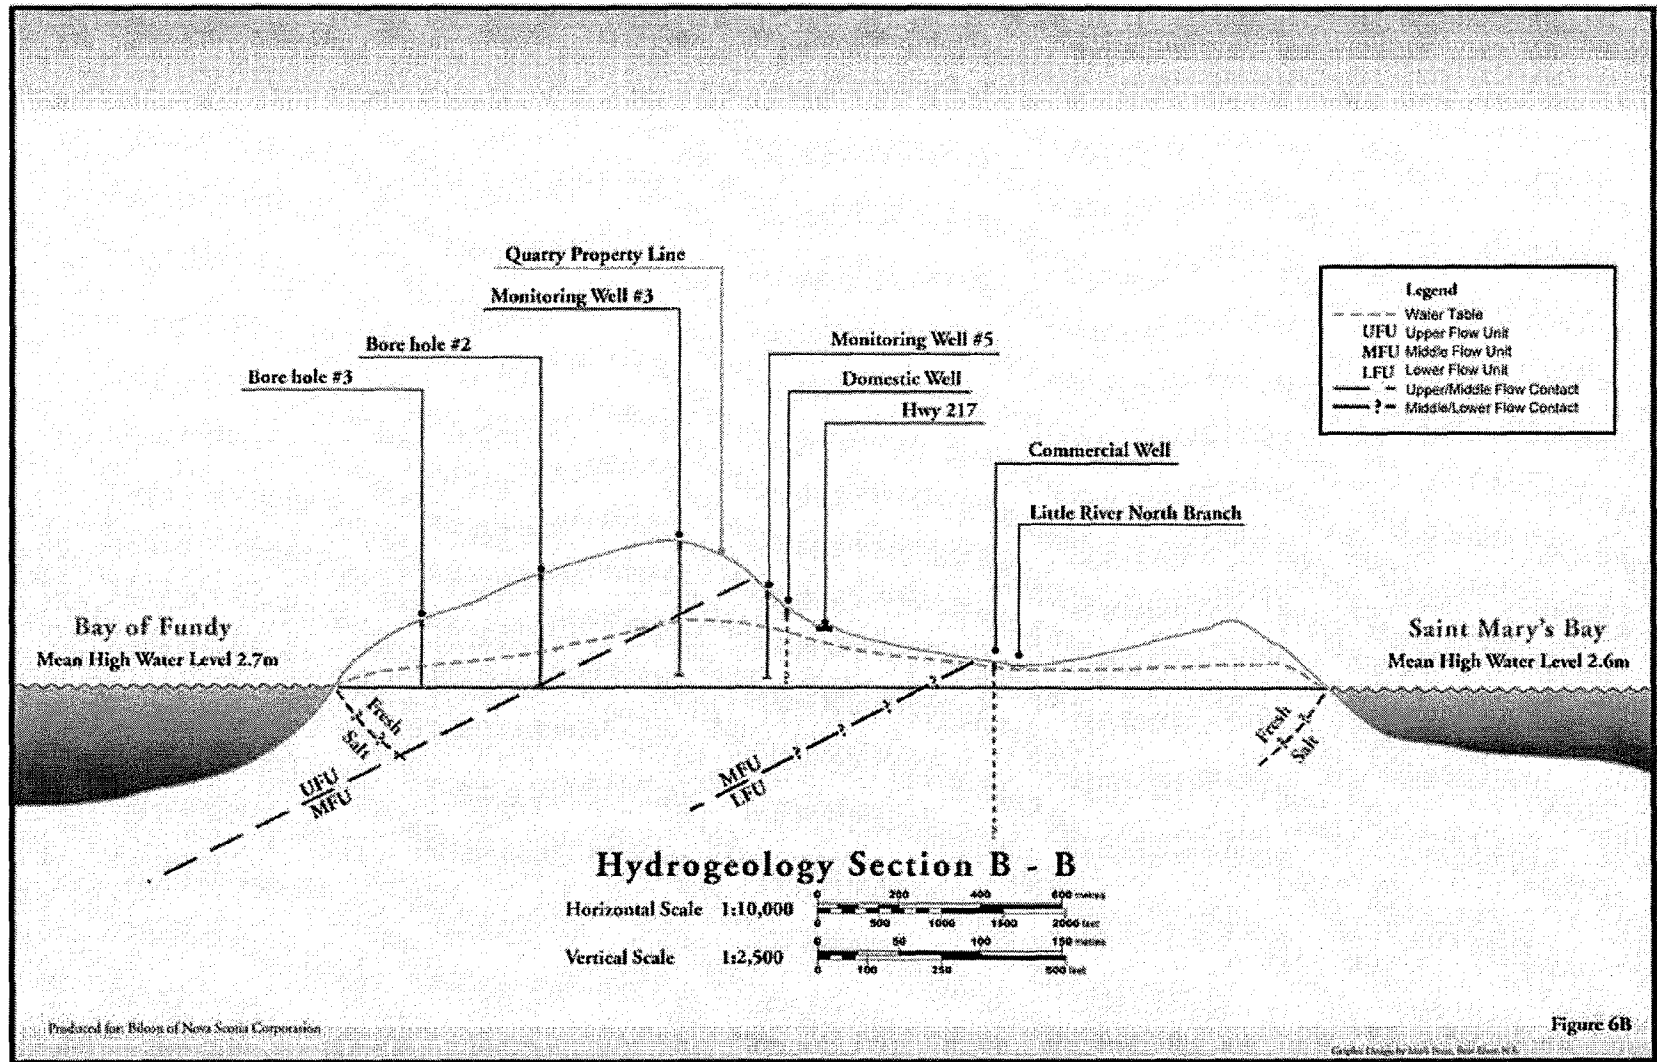 Quarry Property Line
Monitoring Well #3
Bore hole #2
Bore hole #3
Monitoring Well #5
Domestic Well
Hwy 217
Commercial Well
Little River North Branch
Legend
Water Table
UFU Upper Flow Unit
MFU Middle Flow Unit
LFU Lower Flow Unit
Upper/Middle Flow Contact
? Middle/Lower Flow Contact
Bay of Fundy
Mean High Water Level 2.7m
Saint Mary's Bay
Mean High Water Level 2.6m
Fresh
? ?
Salt
UFU
MFU
? ? ? ?
MFU
LFU
Fresh
? ?
Salt
Hydrogeology Section B - B
Horizontal Scale 1:10,000
0 200 400 600 metres
0 500 1000 1500 2000 feet
Vertical Scale 1:2,500
0 50 100 150 metres
0 100 250 500 feet
Produced for: Bilcon of Nova Scotia Corporation
Figure 6B
Graphic Design by